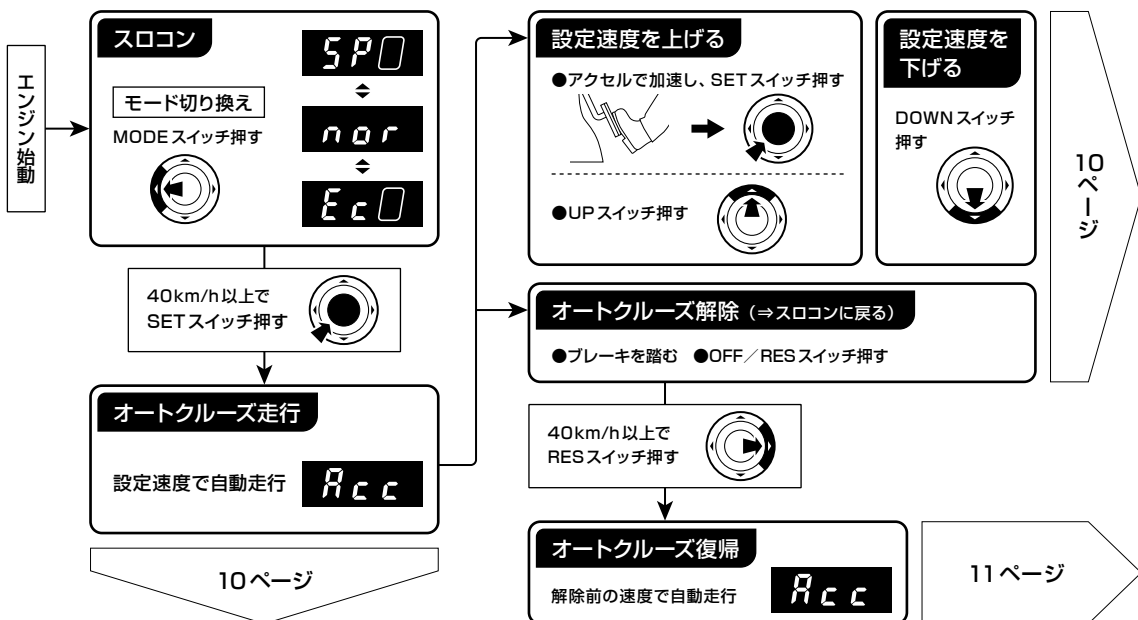 エンジン始動
スロコン
モード切り換え
MODEスイッチ押す
SP0
nor
Ec0
40km/h以上で
SETスイッチ押す
オートクルーズ走行
設定速度で自動走行
Acc
10ページ
設定速度を上げる
●アクセルで加速し、SETスイッチ押す
●UPスイッチ押す
設定速度を
下げる
DOWNスイッチ
押す
10ページ
オートクルーズ解除（⇒スロコンに戻る）
●ブレーキを踏む ●OFF／RESスイッチ押す
40km/h以上で
RESスイッチ押す
オートクルーズ復帰
解除前の速度で自動走行
Acc
11ページ